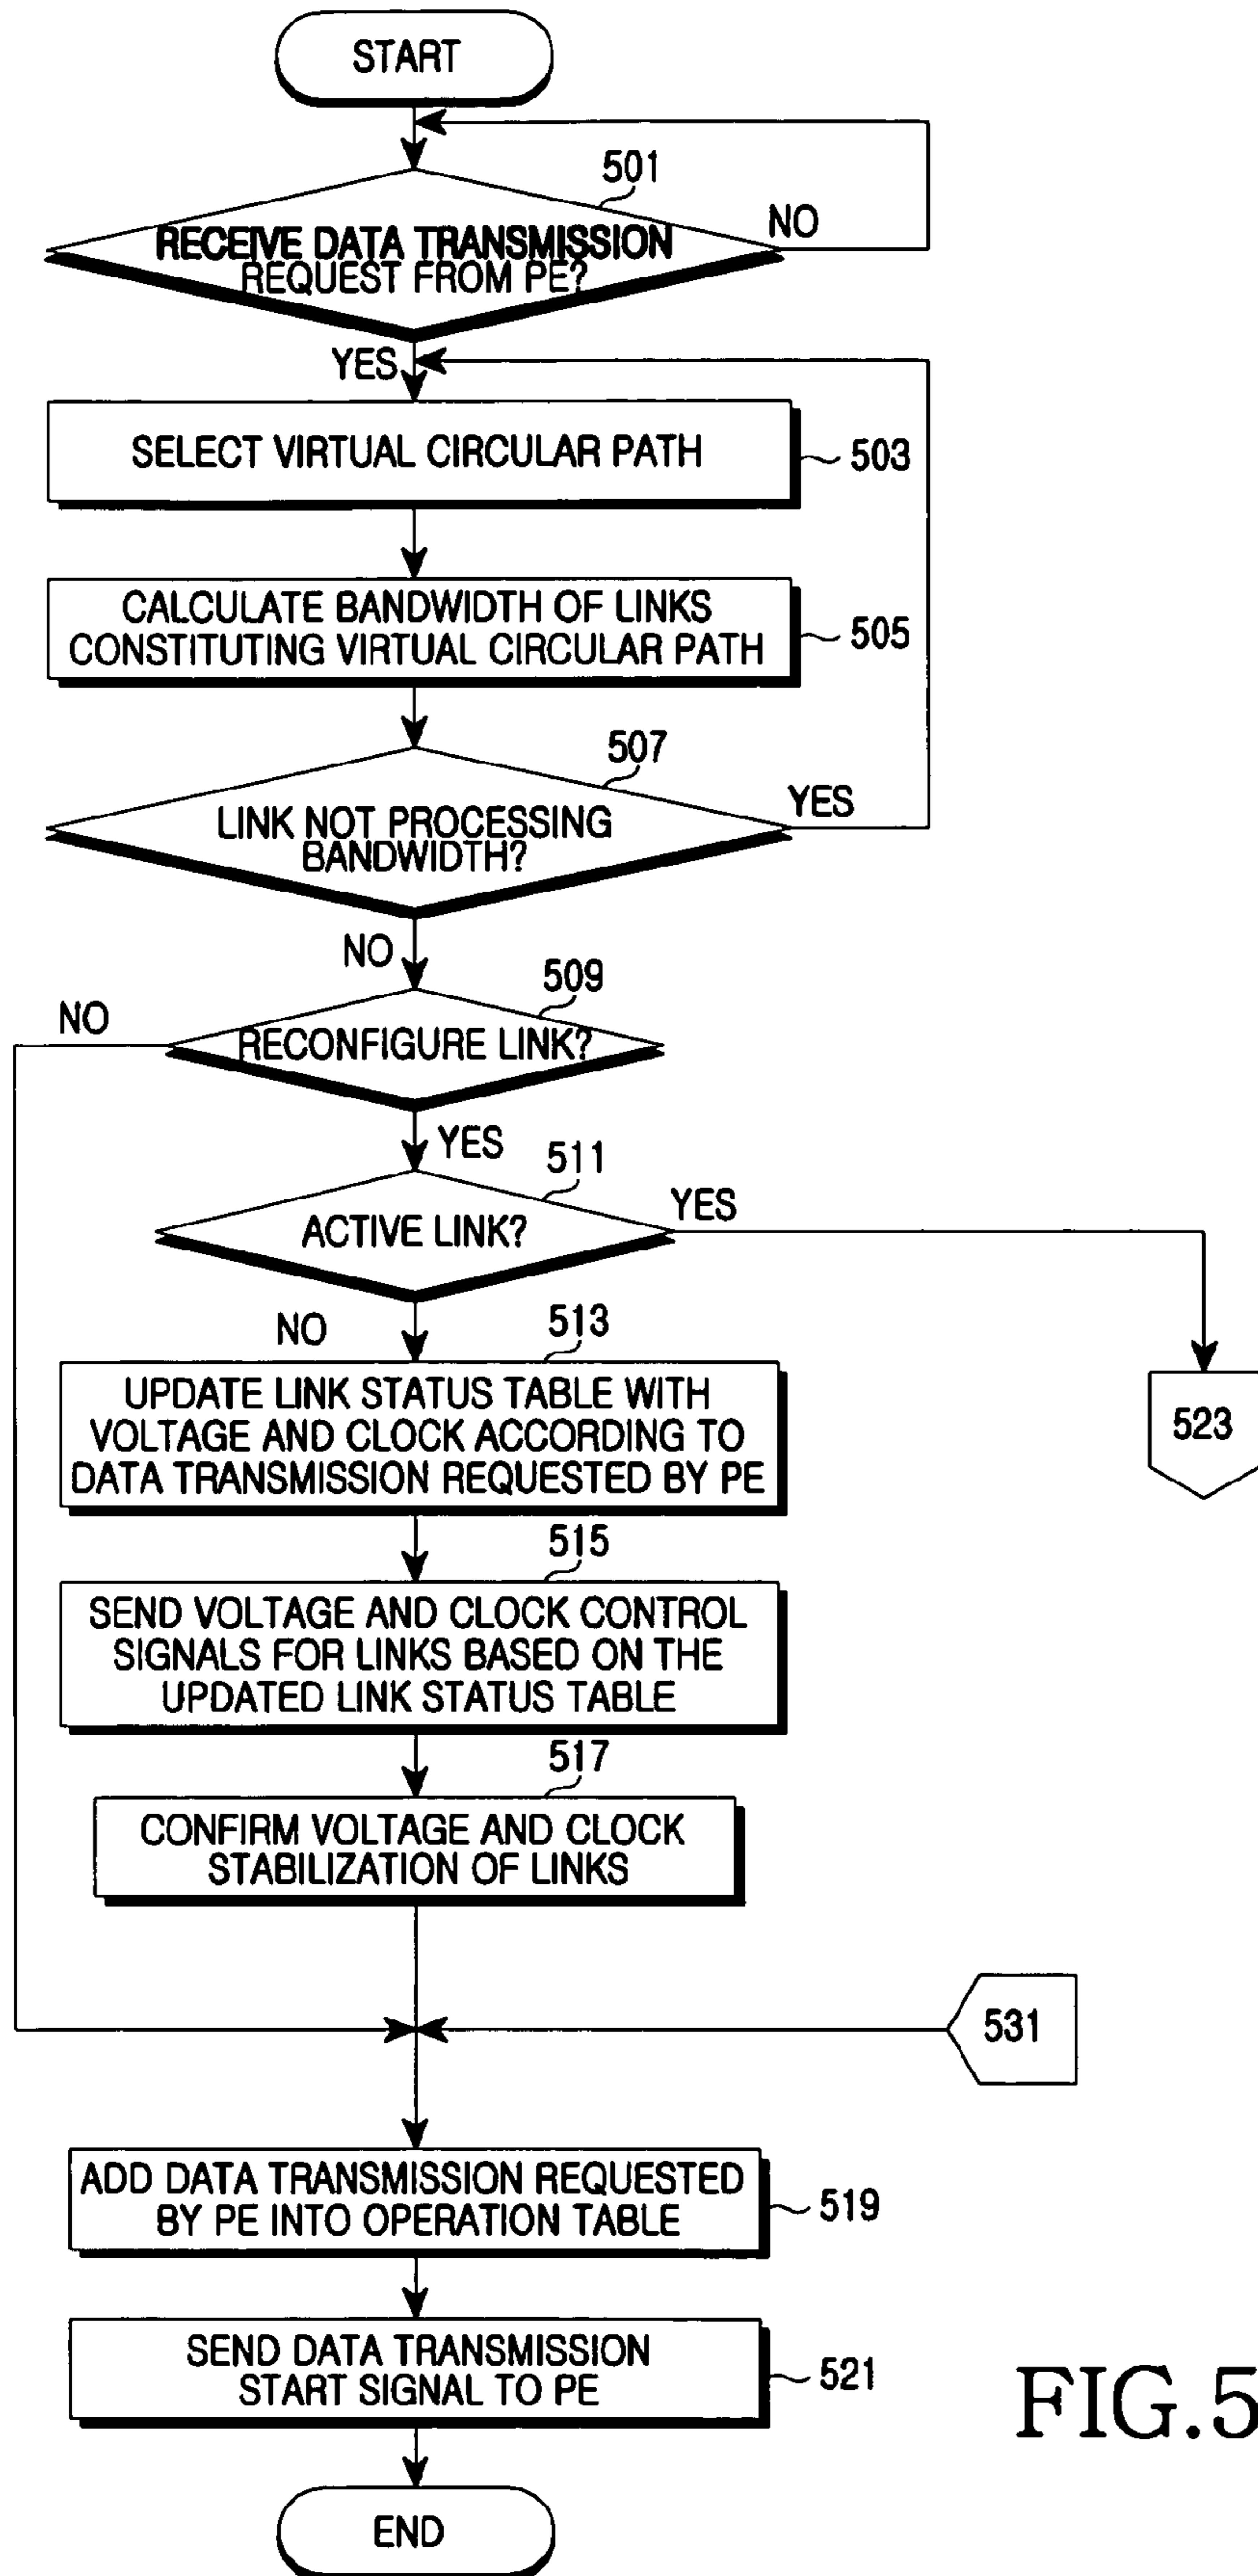 START
501
RECEIVE DATA TRANSMISSION
REQUEST FROM PE?
NO
YES
SELECT VIRTUAL CIRCULAR PATH
503
CALCULATE BANDWIDTH OF LINKS
CONSTITUTING VIRTUAL CIRCULAR PATH
505
507
LINK NOT PROCESSING
BANDWIDTH?
YES
NO
509
RECONFIGURE LINK?
NO
YES
511
ACTIVE LINK?
YES
NO
523
513
UPDATE LINK STATUS TABLE WITH
VOLTAGE AND CLOCK ACCORDING TO
DATA TRANSMISSION REQUESTED BY PE
515
SEND VOLTAGE AND CLOCK CONTROL
SIGNALS FOR LINKS BASED ON THE
UPDATED LINK STATUS TABLE
517
CONFIRM VOLTAGE AND CLOCK
STABILIZATION OF LINKS
531
ADD DATA TRANSMISSION REQUESTED
BY PE INTO OPERATION TABLE
519
SEND DATA TRANSMISSION
START SIGNAL TO PE
521
END
FIG.5